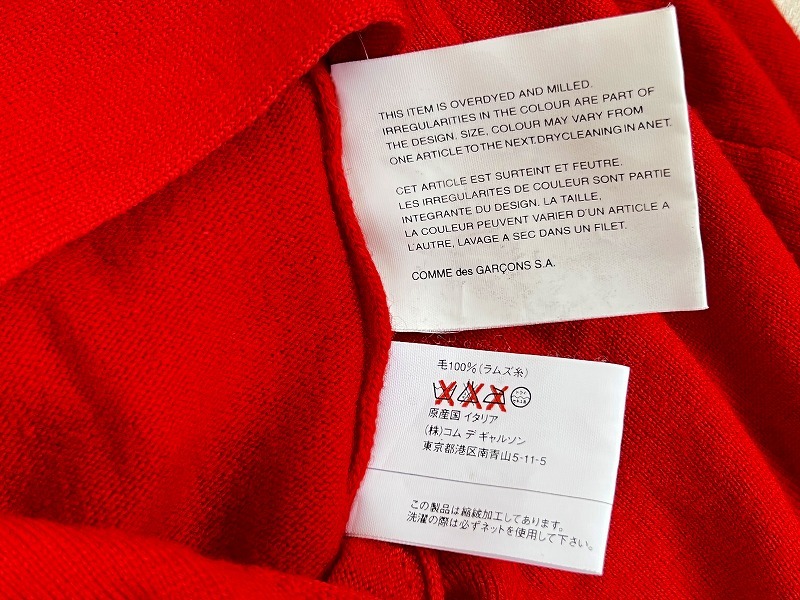 THIS ITEM IS OVERDYED AND MILLED.
IRREGULARITIES IN THE COLOUR ARE PART OF
THE DESIGN. SIZE, COLOUR MAY VARY FROM
ONE ARTICLE TO THE NEXT. DRYCLEANING IN A NET.
CET ARTICLE EST SURTEINT ET FEUTRE.
LES IRREGULARITES DE COULEUR SONT PARTIE
INTEGRANTE DU DESIGN. LA TAILLE,
LA COULEUR PEUVENT VARIER D'UN ARTICLE A
L'AUTRE, LAVAGE A SEC DANS UN FILET.
COMME des GARÇONS S.A.
毛100%(ラムズ糸)
原産国 イタリア
(株)コム デ ギャルソン
東京都港区南青山5-11-5
この製品は縮絨加工してあります。
洗濯の際は必ずネットを使用して下さい。